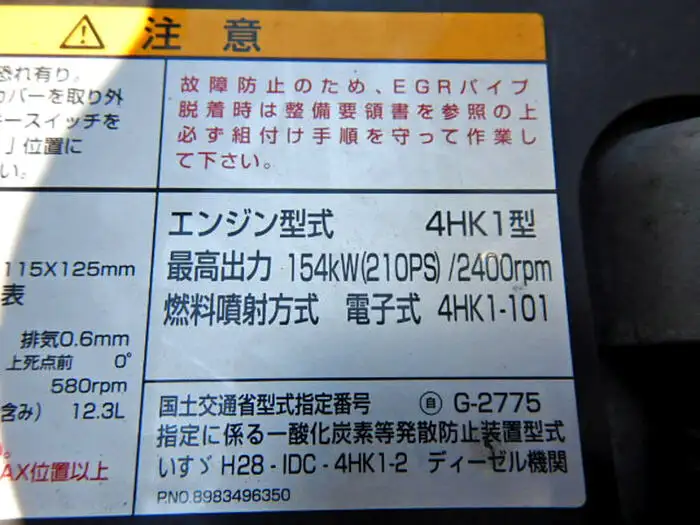 注意
恐れ有り。
カバーを取り外
キースイッチを
」位置に
い。
故障防止のため、EGRパイプ
脱着時は整備要領書を参照の上
必ず組付け手順を守って作業し
て下さい。
115X125mm
表
排気0.6mm
上死点前 0°
580rpm
含み) 12.3L
。
AX位置以上
エンジン型式 4HK1型
最高出力 154kW(210PS)/2400rpm
燃料噴射方式 電子式 4HK1-101
国土交通省型式指定番号 自 G-2775
指定に係る一酸化炭素等発散防止装置型式
いすゞ H28-IDC-4HK1-2 ディーゼル機関
P.NO.8983496350